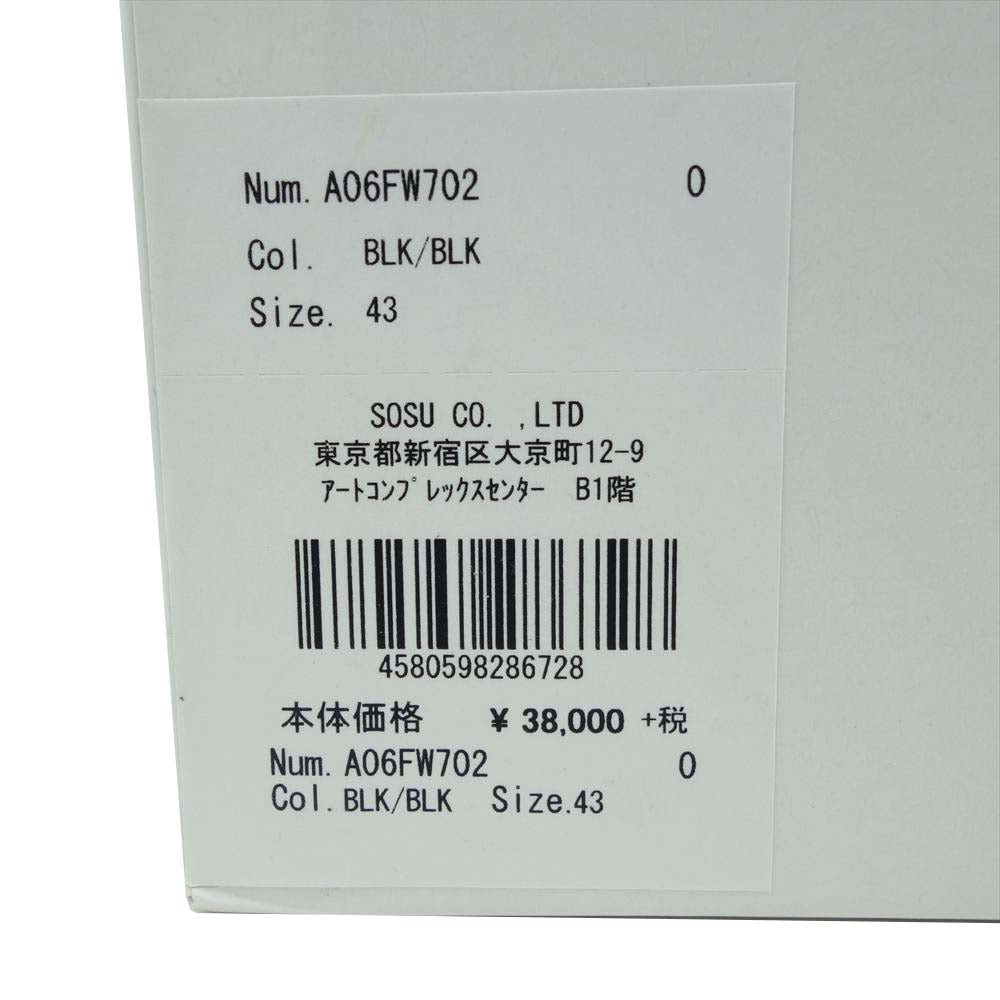 Num. A06FW702 0
Col. BLK/BLK
Size. 43
SOSU CO. ,LTD
東京都新宿区大京町12-9
ｱｰﾄｺﾝﾌﾟﾚｯｸｽｾﾝﾀｰ B1階
4580598286728
本体価格 ¥ 38,000 +税
Num. A06FW702 0
Col. BLK/BLK Size.43